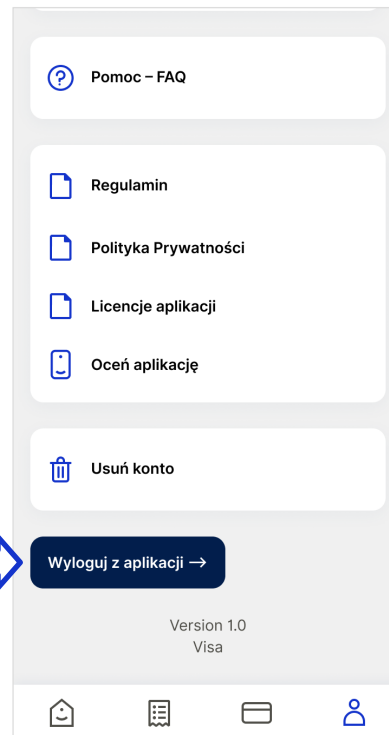 Pomoc – FAQ
Regulamin
Polityka Prywatności
Licencje aplikacji
Oceń aplikację
Usuń konto
Wyloguj z aplikacji →
Version 1.0
Visa